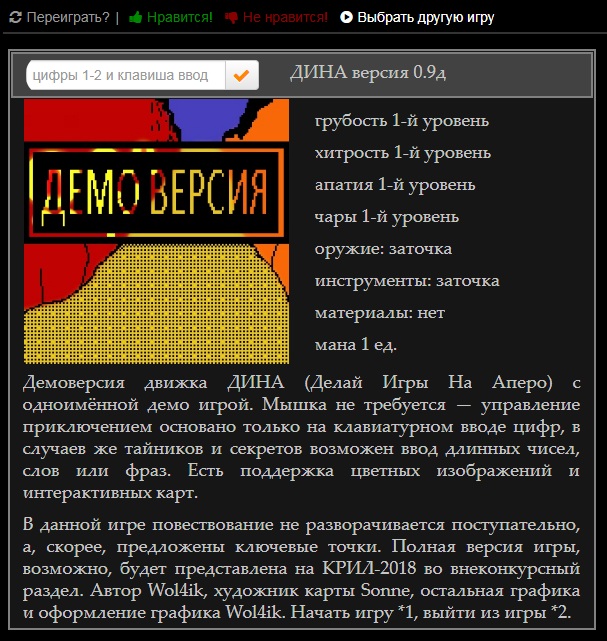 Переиграть? | Нравится! Не нравится! Выбрать другую игру
цифры 1-2 и клавиша ввод
ДИНА версия 0.9д
ДЕМО ВЕРСИЯ
грубость 1-й уровень
хитрость 1-й уровень
апатия 1-й уровень
чары 1-й уровень
оружие: заточка
инструменты: заточка
материалы: нет
мана 1 ед.
Демоверсия движка ДИНА (Делай Игры На Аперо) с
одноимённой демо игрой. Мышка не требуется — управление
приключением основано только на клавиатурном вводе цифр, в
случаев же тайников и секретов возможен ввод длинных чисел,
слов или фраз. Есть поддержка цветных изображений и
интерактивных карт.
В данной игре повествование не разворачивается поступательно,
а, скорее, предложены ключевые точки. Полная версия игры,
возможно, будет представлена на КРИЛ-2018 во внеконкурсный
раздел. Автор Wol4ik, художник карты Sonne, остальная графика
и оформление графика Wol4ik. Начать игру *1, выйти из игры *2.